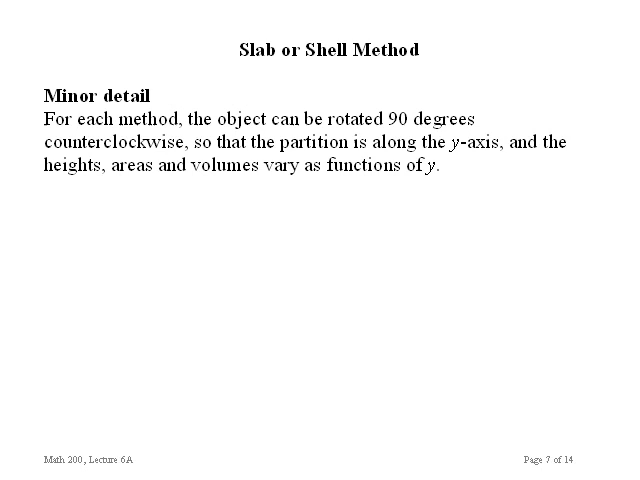 Slab or Shell Method
Minor detail
For each method, the object can be rotated 90 degrees
counterclockwise, so that the partition is along the y-axis, and the
heights, areas and volumes vary as functions of y.
Math 200, Lecture 6A
Page 7 of 14